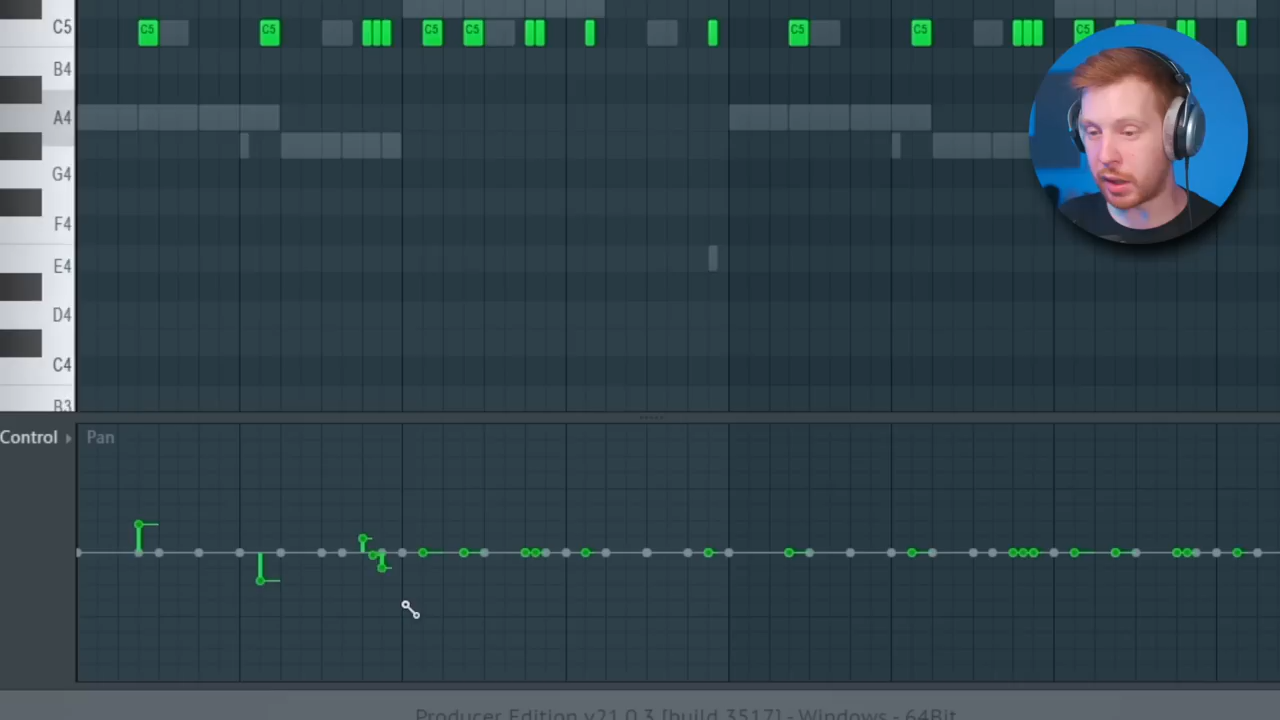 C5 C5 C5 C5 C5 C5 C5 C5
B4
A4
G4
F4
E4
D4
C4
B3
Control Pan
Producer Edition v21.0.3 [build 3517] - Windows - 64Bit